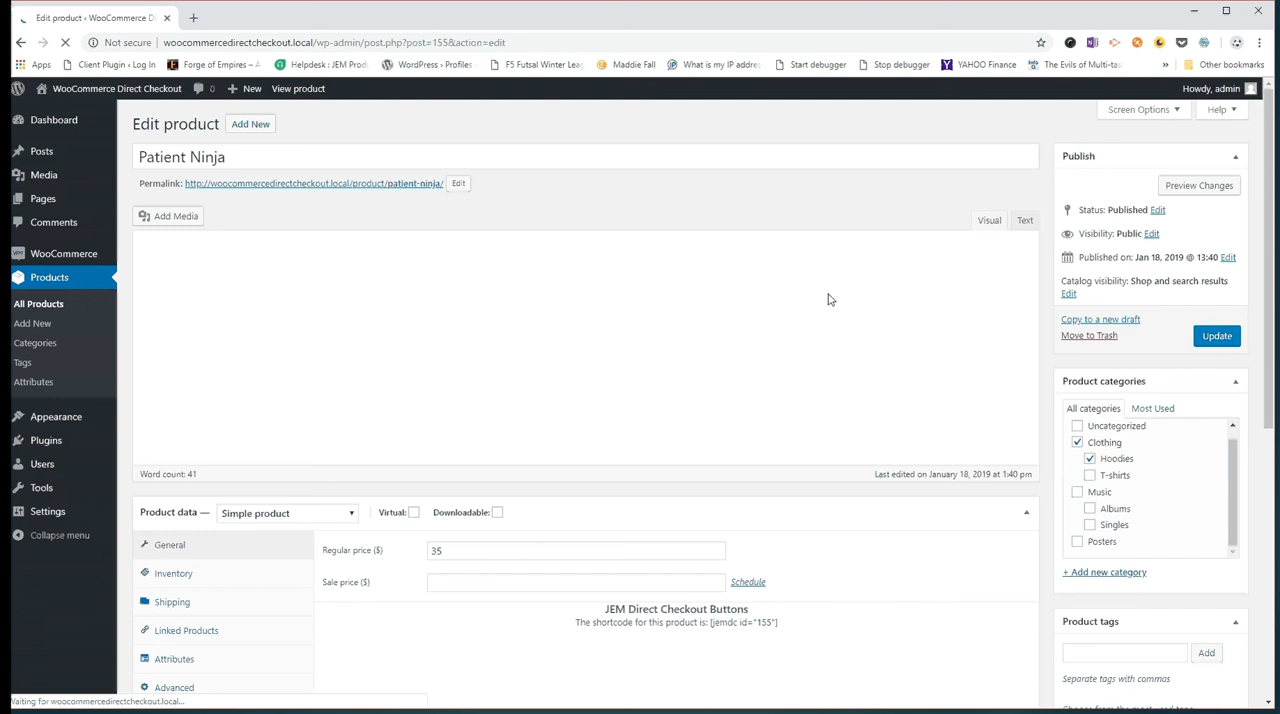 Edit product ‹ WooCommerce Di
Not secure woocommercedirectcheckout.local/wp-admin/post.php?post=155&action=edit
Apps Client Plugin ‹ Log In Forge of Empires – A Helpdesk : JEM Prod WordPress › Profiles F5 Futsal Winter Leag Maddie Fall What is my IP addres Start debugger Stop debugger YAHOO Finance The Evils of Multi-tas » Other bookmarks
WooCommerce Direct Checkout 0 New View product Howdy, admin
Screen Options Help
Edit product Add New
Patient Ninja
Permalink: http://woocommercedirectcheckout.local/product/patient-ninja/ Edit
Add Media Visual Text
Word count: 41 Last edited on January 18, 2019 at 1:40 pm
Dashboard
Posts
Media
Pages
Comments
WooCommerce
Products
All Products
Add New
Categories
Tags
Attributes
Appearance
Plugins
Users
Tools
Settings
Collapse menu
Product data — Simple product Virtual: Downloadable:
General
Inventory
Shipping
Linked Products
Attributes
Advanced
Regular price ($) 35
Sale price ($) Schedule
JEM Direct Checkout Buttons
The shortcode for this product is: [jemdc id="155"]
Publish
Preview Changes
Status: Published Edit
Visibility: Public Edit
Published on: Jan 18, 2019 @ 13:40 Edit
Catalog visibility: Shop and search results
Edit
Copy to a new draft
Move to Trash Update
Product categories
All categories Most Used
Uncategorized
Clothing
Hoodies
T-shirts
Music
Albums
Singles
Posters
+ Add new category
Product tags
Add
Separate tags with commas
Waiting for woocommercedirectcheckout.local...